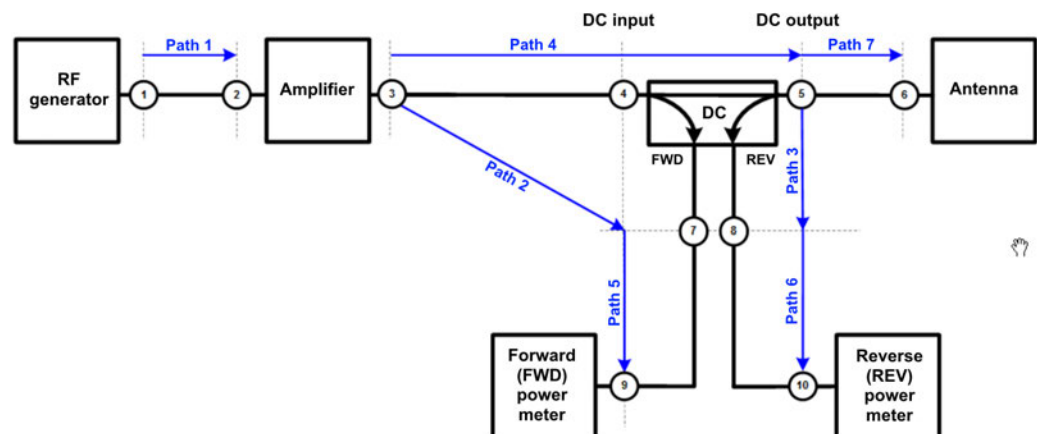 DC input
DC output
Path 1
Path 4
Path 7
RF
generator
1
2
Amplifier
3
4
DC
5
6
Antenna
FWD
REV
Path 2
Path 3
7
8
Path 5
Path 6
Forward
(FWD)
power
meter
9
10
Reverse
(REV)
power
meter